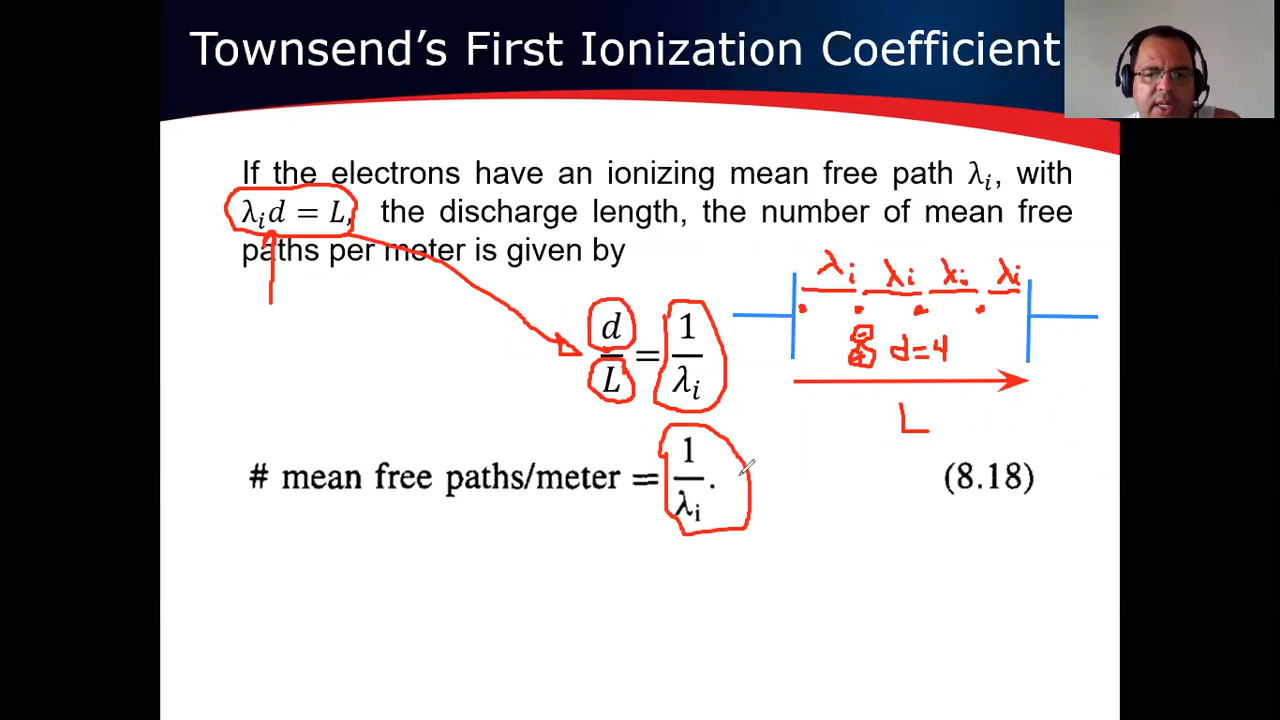 Townsend's First Ionization Coefficient
If the electrons have an ionizing mean free path λᵢ, with
λᵢd = L, the discharge length, the number of mean free
paths per meter is given by
λi λi λi λi
d/L = 1/λᵢ
d=4
L
# mean free paths/meter = 1/λᵢ. (8.18)